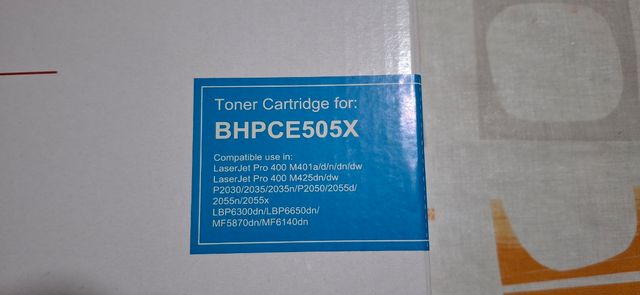 Toner Cartridge for:
BHPCE505X
Compatible use in:
LaserJet Pro 400 M401a/d/n/dn/dw
LaserJet Pro 400 M425dn/dw
P2030/2035/2035n/P2050/2055d/
2055n/2055x
LBP6300dn/LBP6650dn/
MF5870dn/MF6140dn